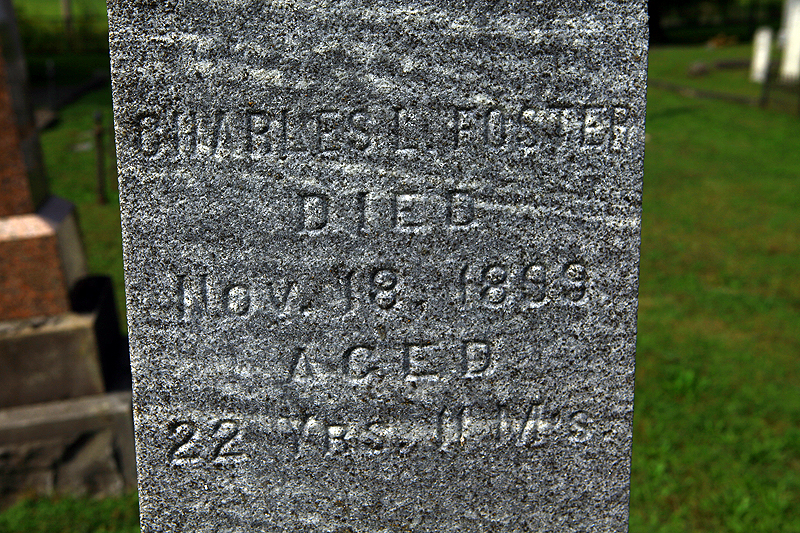 CHARLES L. FOSTER
DIED
Nov. 18, 1899
AGED
22 Yrs. 11 M's.